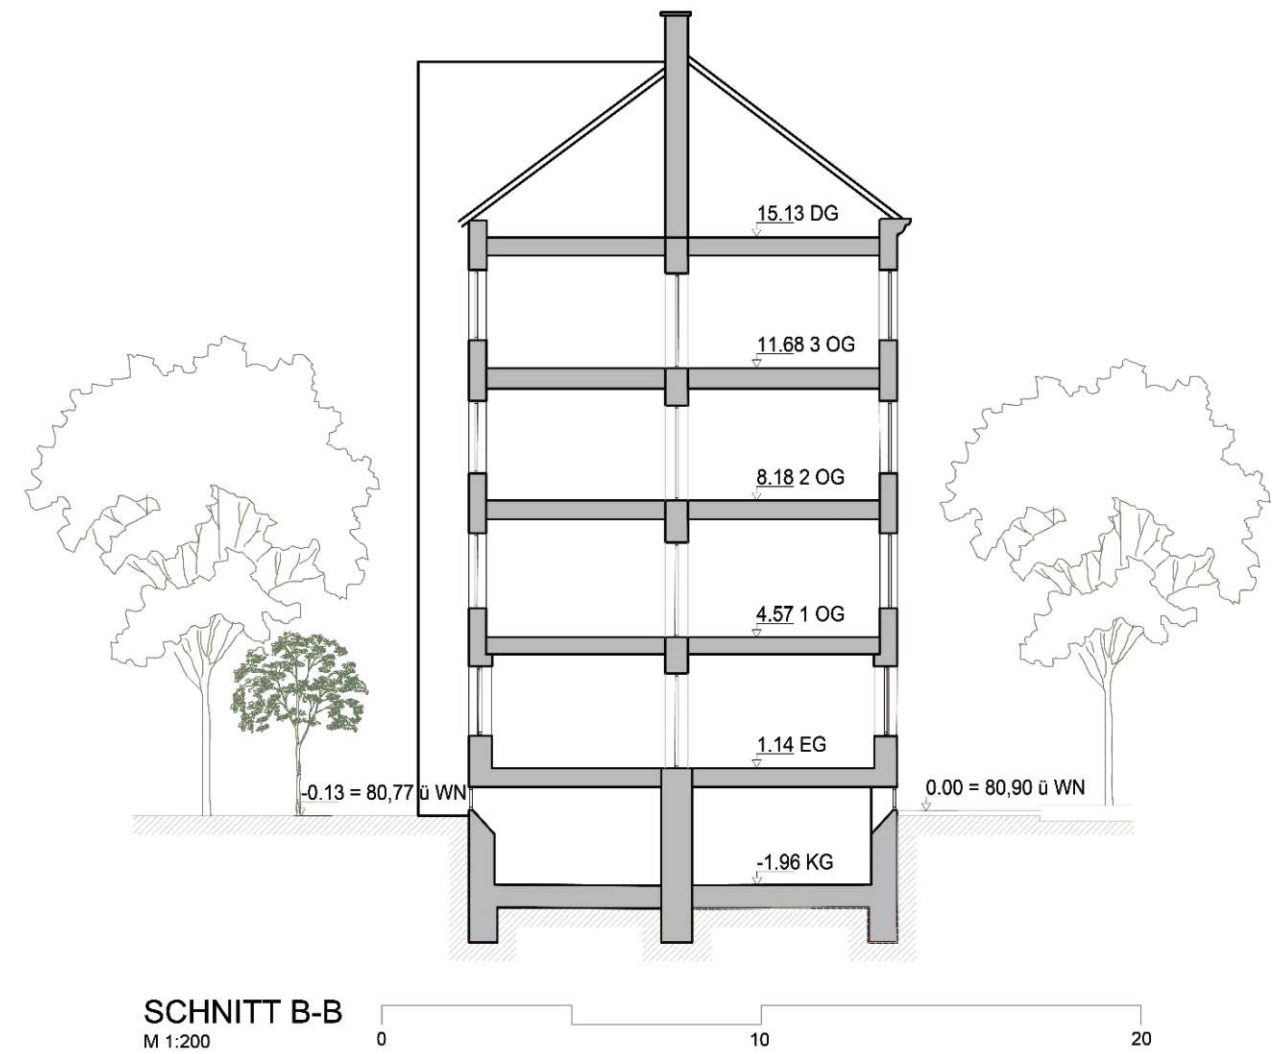 15.13 DG
11.68 3 OG
8.18 2 OG
4.57 1 OG
1.14 EG
-0.13 = 80,77 ü WN
0.00 = 80,90 ü WN
-1.96 KG
SCHNITT B-B
M 1:200
0
10
20